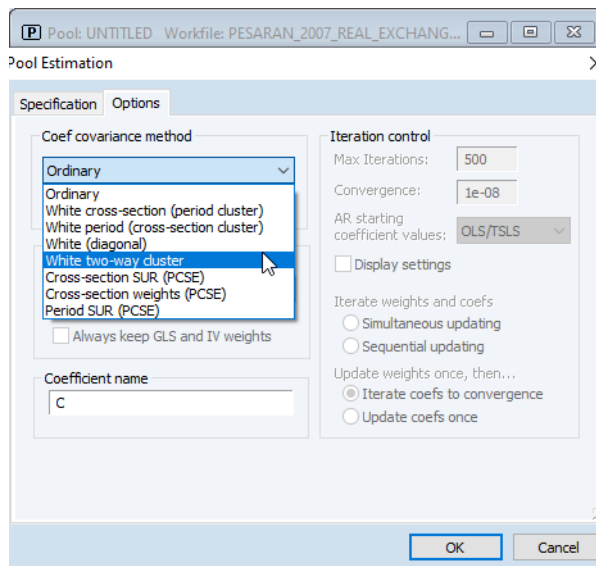 Pool: UNTITLED Workfile: PESARAN_2007_REAL_EXCHANG...
Pool Estimation
Specification
Options
Coef covariance method
Ordinary
Ordinary
White cross-section (period cluster)
White period (cross-section cluster)
White (diagonal)
White two-way cluster
Cross-section SUR (PCSE)
Cross-section weights (PCSE)
Period SUR (PCSE)
Always keep GLS and IV weights
Coefficient name
C
Iteration control
Max Iterations: 500
Convergence: 1e-08
AR starting
coefficient values: OLS/TSLS
Display settings
Iterate weights and coefs
Simultaneous updating
Sequential updating
Update weights once, then...
Iterate coefs to convergence
Update coefs once
OK
Cancel